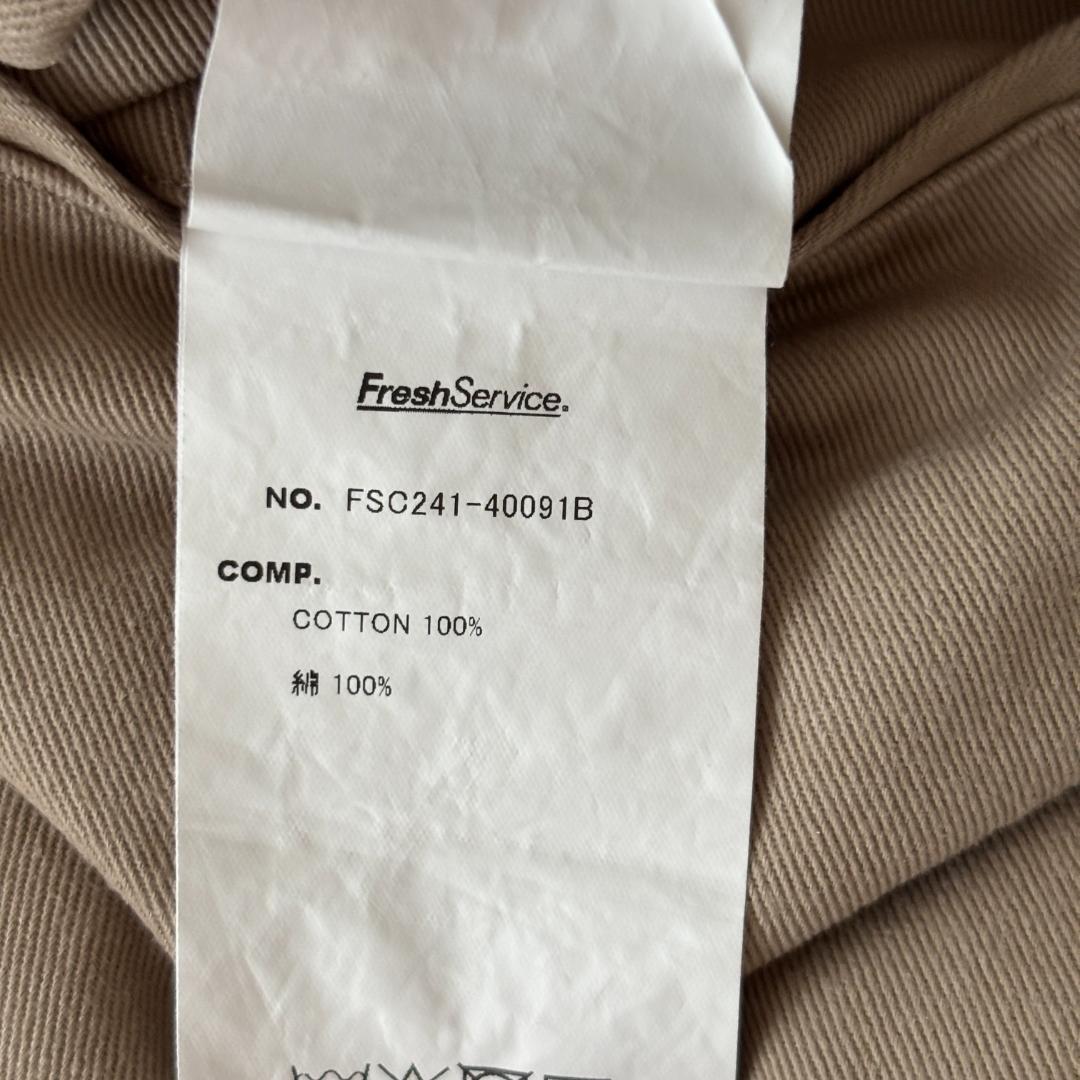 FreshService®
NO. FSC241-40091B
COMP.
COTTON 100%
綿 100%